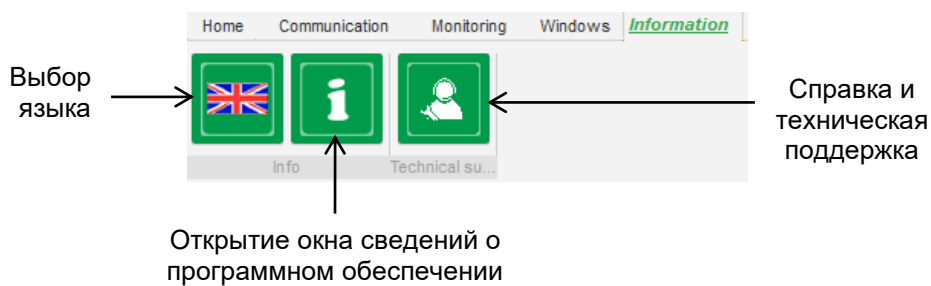 Home Communication Monitoring Windows Information
Выбор
языка
Справка и
техническая
поддержка
Info Technical su...
Открытие окна сведений о
программном обеспечении